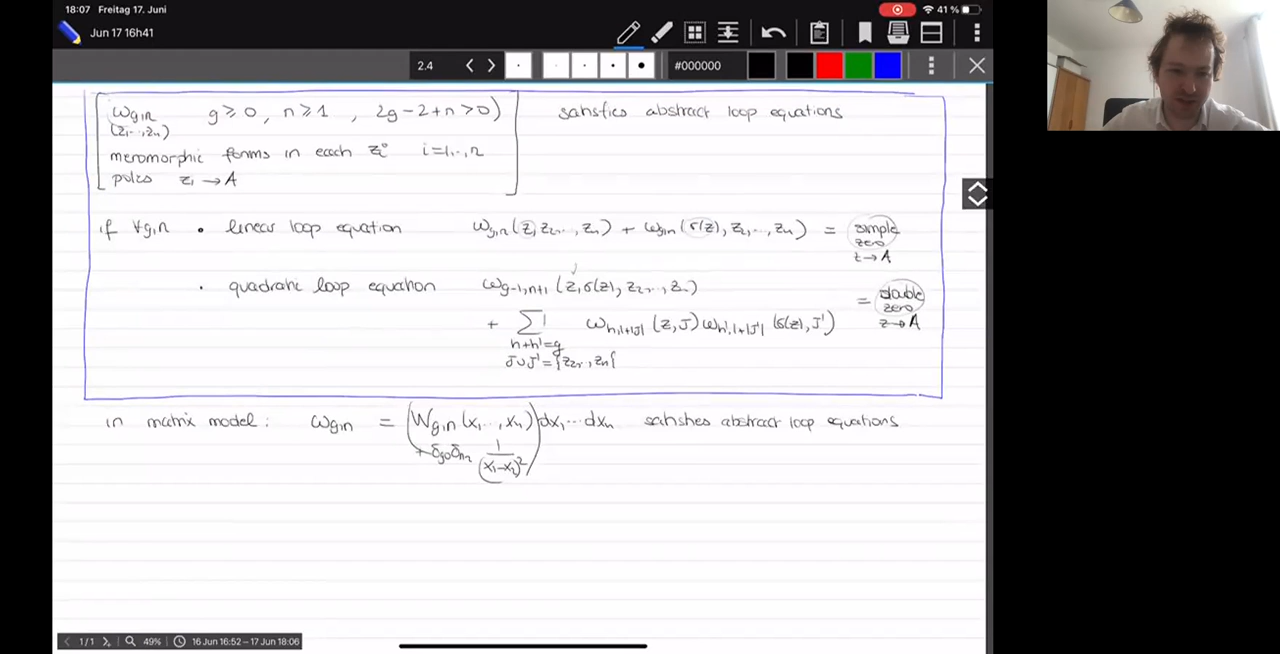 18:07 Freitag 17. Juni
41 %
Jun 17 16h41
2.4
#000000
ω_{g,n} g ⩾ 0, n ⩾ 1, 2g-2+n > 0) satisfies abstract loop equations
(z_1, .., z_n)
meromorphic forms in each z_i i=1,..,n
poles z_1 → A
if ∀g,n • linear loop equation ω_{g,n}(z, z_2, .., z_n) + ω_{g,n}(σ(z), z_2, .., z_n) = simple zero z → A
• quadratic loop equation ω_{g-1,n+1}(z, σ(z), z_2, .., z_n)
+ Σ ω_{h,1+|J|}(z, J) ω_{h',1+|J'|}(σ(z), J') = double zero z → A
h+h'=g
J∪J'={z_2, .., z_n{
in matrix model: ω_{g,n} = (W_{g,n}(x_1, .., x_n) dx_1 ... dx_n satisfies abstract loop equations
+ δ_{g0} δ_{n2} 1/(x_1-x_2)^2)
1/1 49% 16 Jun 16:52 – 17 Jun 18:06